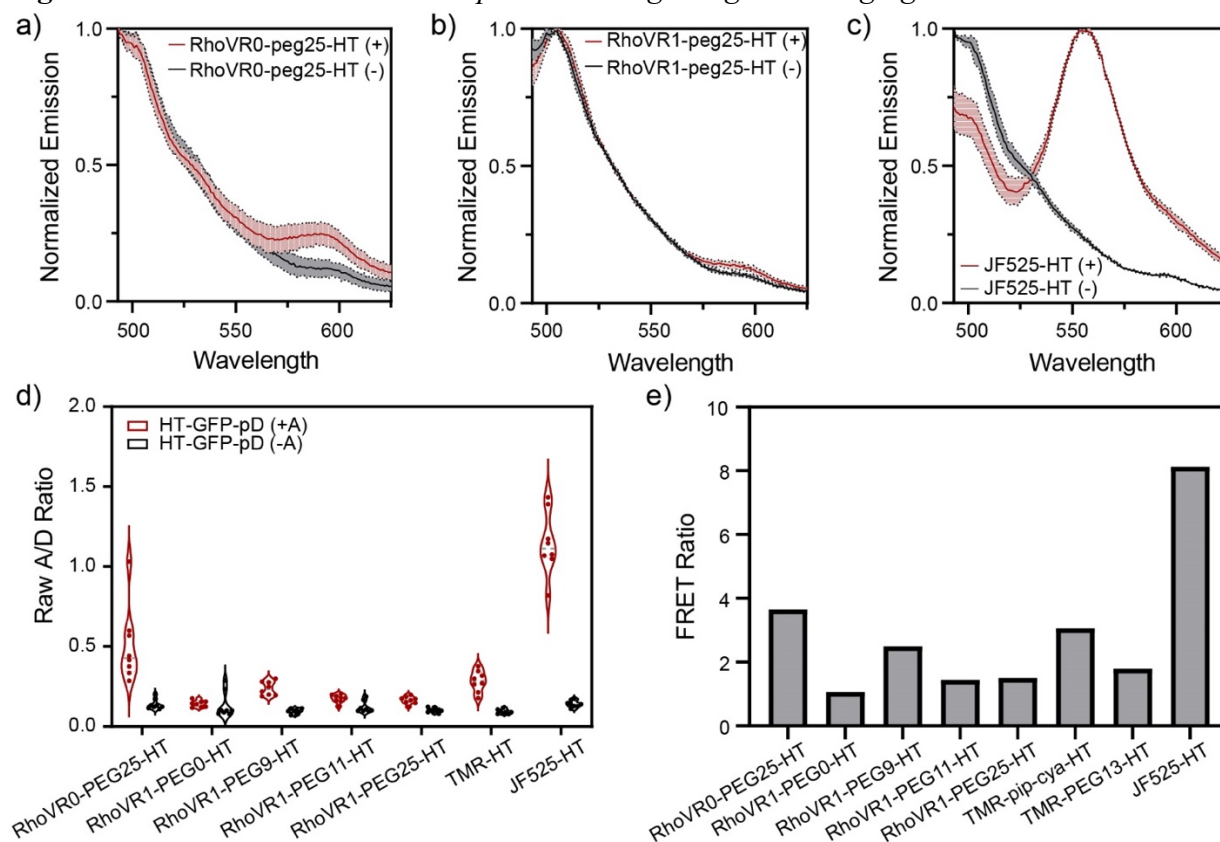 a)
1.0
RhoVR0-peg25-HT (+)
RhoVR0-peg25-HT (-)
Normalized Emission
0.5
0.0
500
550
600
Wavelength
b)
1.0
RhoVR1-peg25-HT (+)
RhoVR1-peg25-HT (-)
Normalized Emission
0.5
0.0
500
550
600
Wavelength
c)
1.0
Normalized Emission
0.5
JF525-HT (+)
JF525-HT (-)
0.0
500
550
600
Wavelength
d)
2.0
HT-GFP-pD (+A)
HT-GFP-pD (-A)
1.5
Raw A/D Ratio
1.0
0.5
0.0
RhoVR0-PEG25-HT
RhoVR1-PEG0-HT
RhoVR1-PEG9-HT
RhoVR1-PEG11-HT
RhoVR1-PEG25-HT
TMR-HT
JF525-HT
e)
10
8
FRET Ratio
6
4
2
0
RhoVR0-PEG25-HT
RhoVR1-PEG0-HT
RhoVR1-PEG9-HT
RhoVR1-PEG11-HT
RhoVR1-PEG25-HT
TMR-pip-cya-HT
TMR-PEG13-HT
JF525-HT